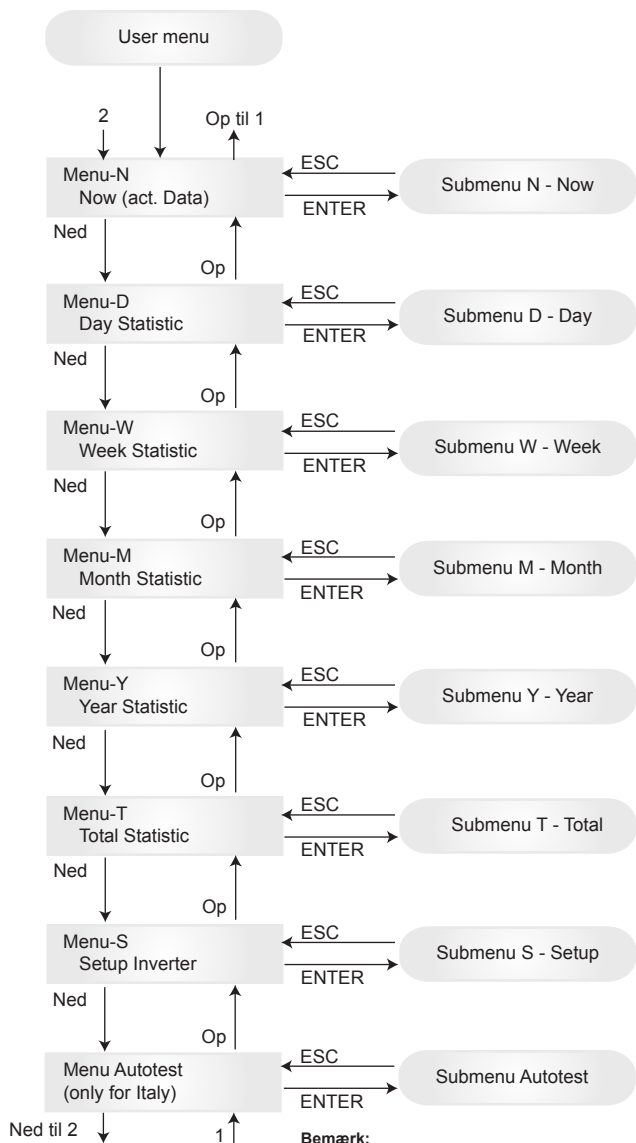 User menu
2
Op til 1
Menu-N
Now (act. Data)
ESC
ENTER
Submenu N - Now
Ned
Op
Menu-D
Day Statistic
ESC
ENTER
Submenu D - Day
Ned
Op
Menu-W
Week Statistic
ESC
ENTER
Submenu W - Week
Ned
Op
Menu-M
Month Statistic
ESC
ENTER
Submenu M - Month
Ned
Op
Menu-Y
Year Statistic
ESC
ENTER
Submenu Y - Year
Ned
Op
Menu-T
Total Statistic
ESC
ENTER
Submenu T - Total
Ned
Op
Menu-S
Setup Inverter
ESC
ENTER
Submenu S - Setup
Ned
Op
Menu Autotest
(only for Italy)
ESC
ENTER
Submenu Autotest
Ned til 2
1
Bemærk: